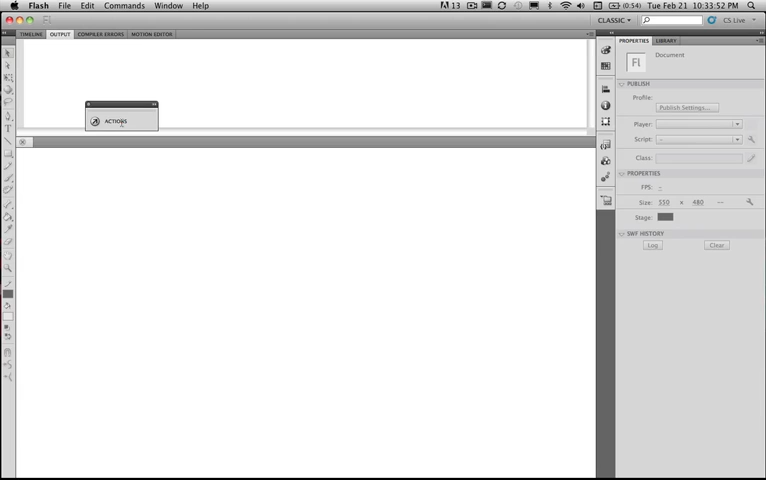 Flash File Edit Commands Window Help
13 (0:54) Tue Feb 21 10:33:52
Fl CLASSIC CS Live
TIMELINE OUTPUT COMPILER ERRORS MOTION EDITOR
ACTIONS
PROPERTIES LIBRARY
Fl Document
PUBLISH
Profile:
Publish Settings...
Player:
Script: -
Class:
PROPERTIES
FPS: --
Size: 550 x 480 --
Stage:
SWF HISTORY
Log Clear